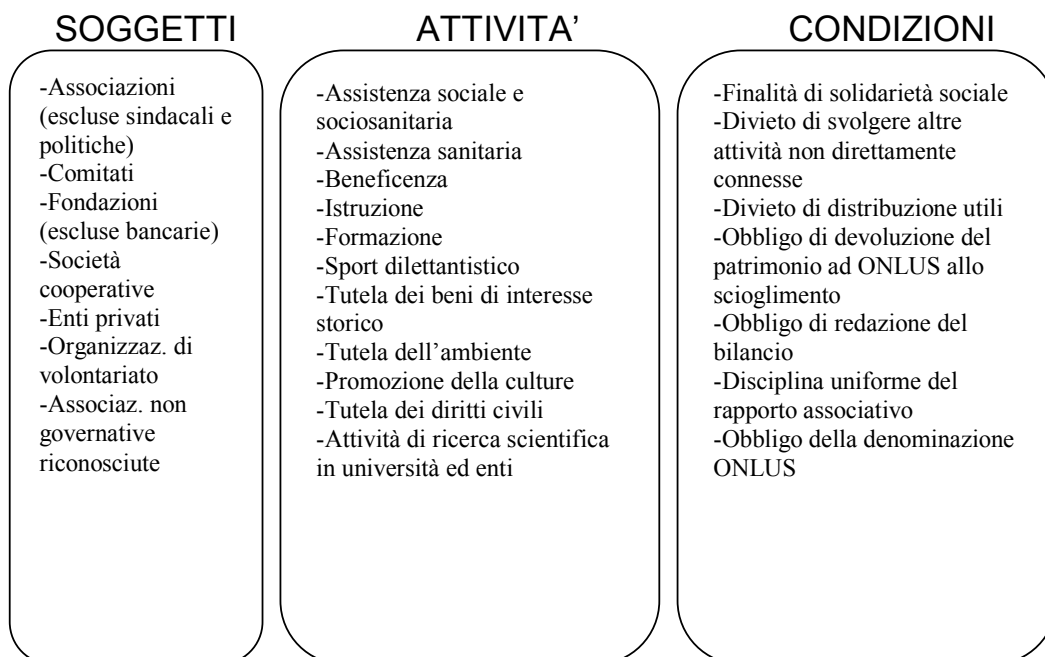 SOGGETTI
-Associazioni
(escluse sindacali e
politiche)
-Comitati
-Fondazioni
(escluse bancarie)
-Società
cooperative
-Enti privati
-Organizzaz. di
volontariato
-Associaz. non
governative
riconosciute
ATTIVITA’
-Assistenza sociale e
sociosanitaria
-Assistenza sanitaria
-Beneficenza
-Istruzione
-Formazione
-Sport dilettantistico
-Tutela dei beni di interesse
storico
-Tutela dell’ambiente
-Promozione della culture
-Tutela dei diritti civili
-Attività di ricerca scientifica
in università ed enti
CONDIZIONI
-Finalità di solidarietà sociale
-Divieto di svolgere altre
attività non direttamente
connesse
-Divieto di distribuzione utili
-Obbligo di devoluzione del
patrimonio ad ONLUS allo
scioglimento
-Obbligo di redazione del
bilancio
-Disciplina uniforme del
rapporto associativo
-Obbligo della denominazione
ONLUS